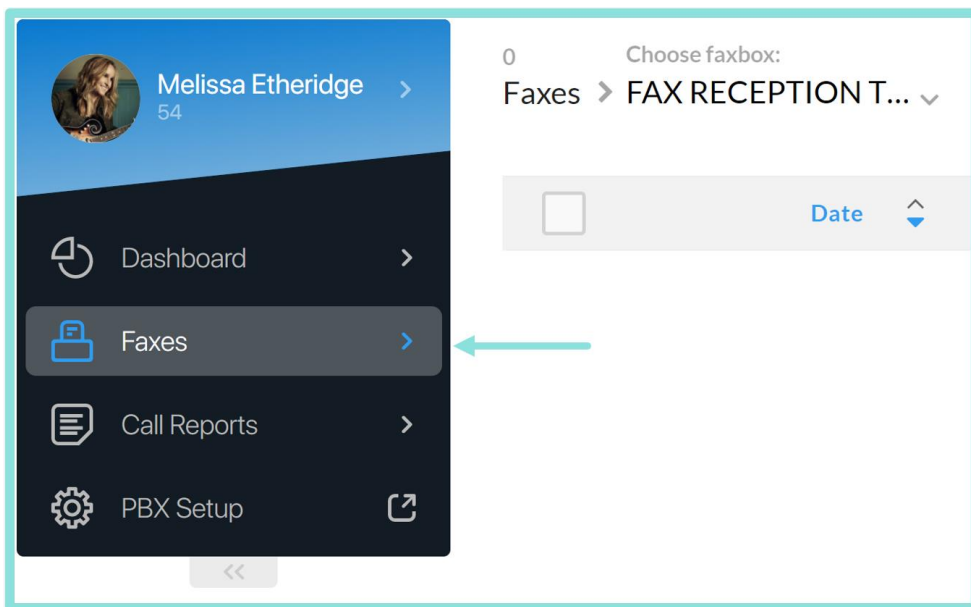 Melissa Etheridge
54
Dashboard
Faxes
Call Reports
PBX Setup
<<
0
Choose faxbox:
Faxes > FAX RECEPTION T...
Date